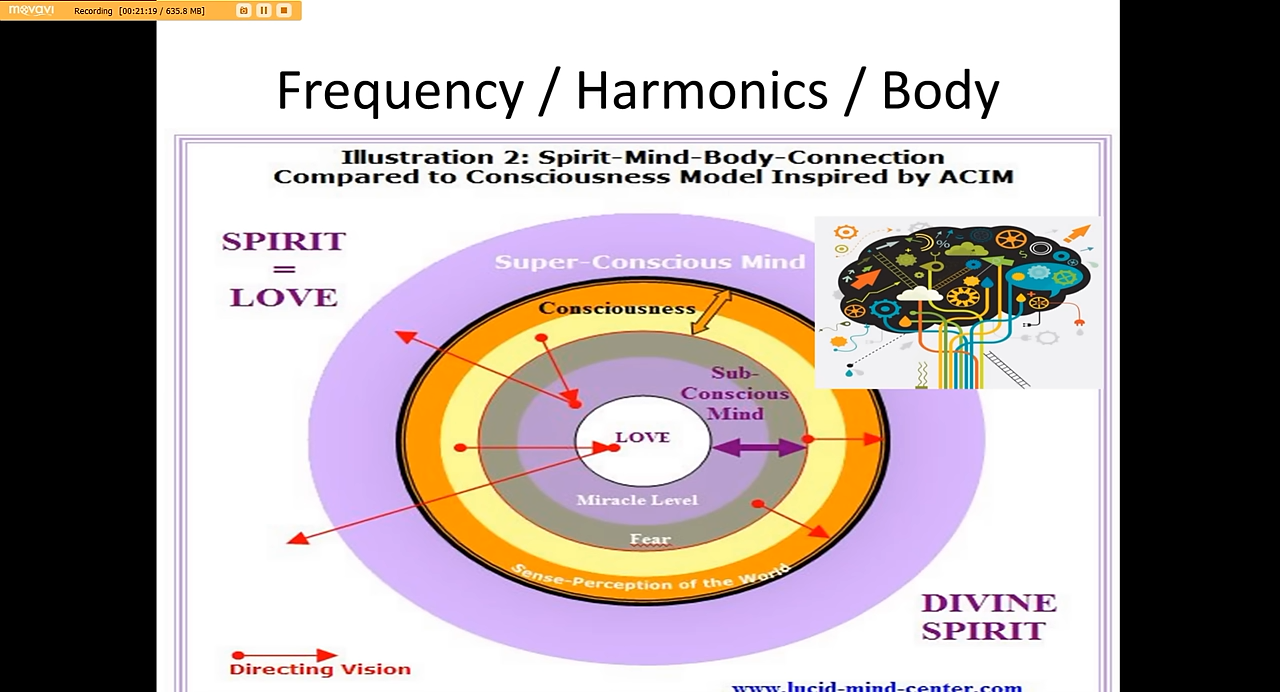 movavi Recording [00:21:19 / 635.8 MB]
Frequency / Harmonics / Body
Illustration 2: Spirit-Mind-Body-Connection
Compared to Consciousness Model Inspired by ACIM
SPIRIT
=
LOVE
Super-Conscious Mind
Consciousness
Sub-
Conscious
Mind
LOVE
Miracle Level
Fear
Sense-Perception of the World
DIVINE
SPIRIT
Directing Vision
www.lucid-mind-center.com
%
$